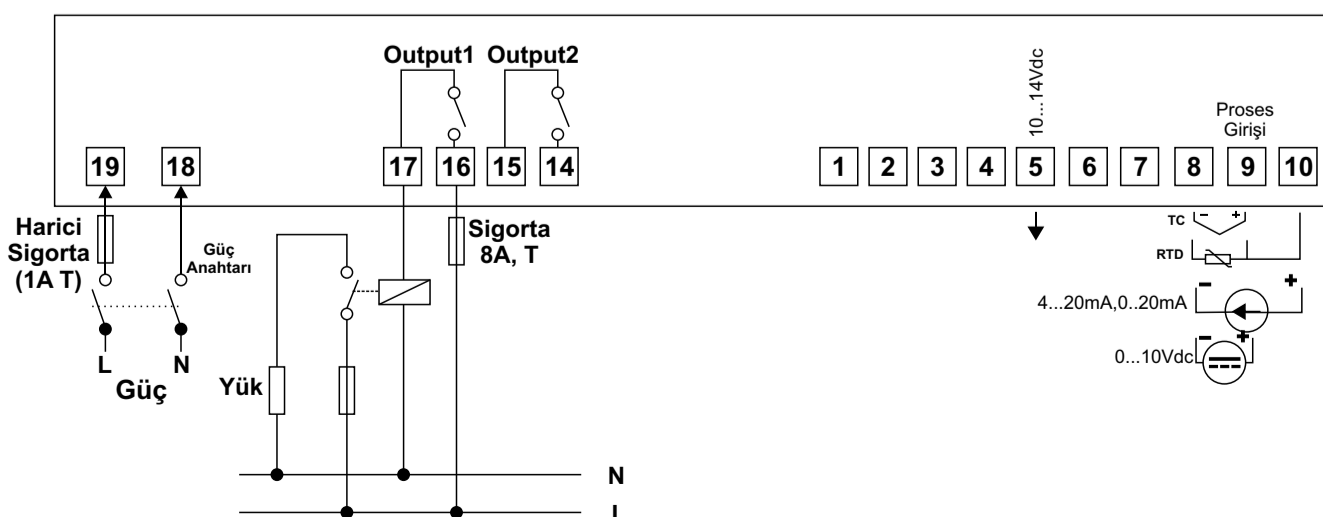 Output1 Output2
10...14Vdc
Proses
Girişi
19 18 17 16 15 14 1 2 3 4 5 6 7 8 9 10
Harici
Sigorta
(1A T)
Güç
Anahtarı
Sigorta
8A, T
TC
- +
RTD
- +
4...20mA,0..20mA
- +
0...10Vdc
L N
Güç
Yük
N
L